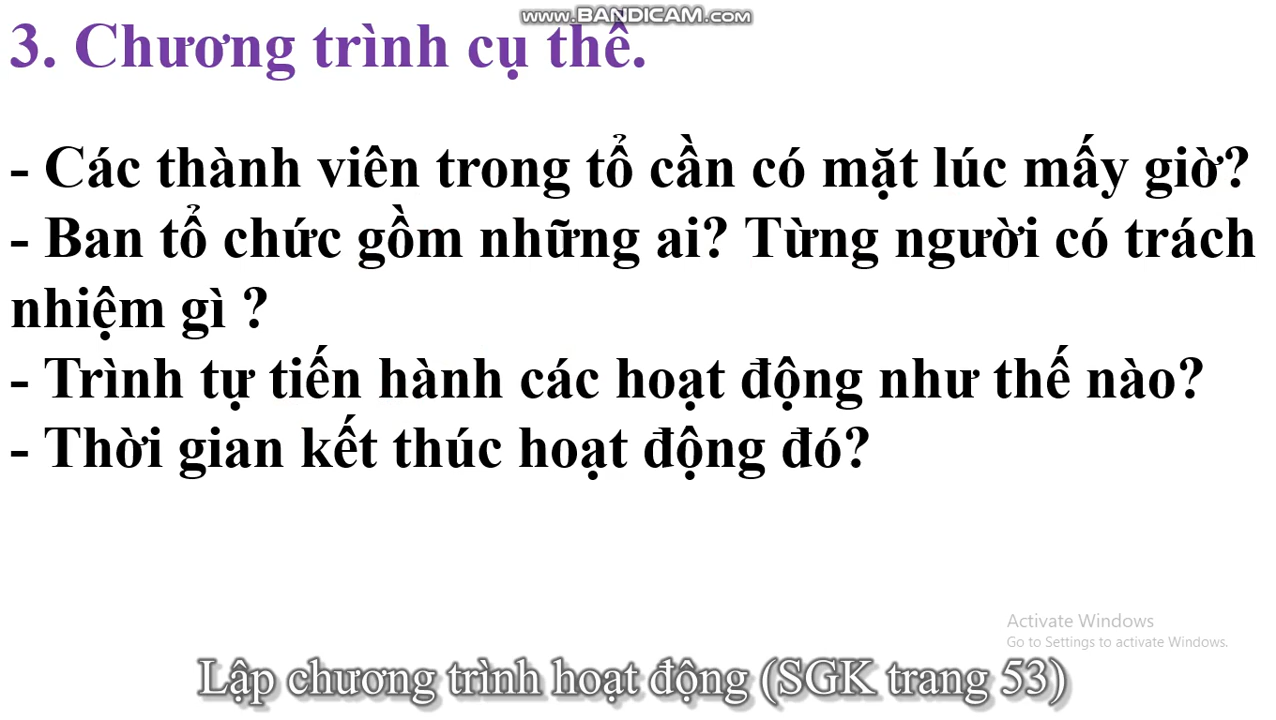 www.BANDICAM.com
3. Chương trình cụ thể.
- Các thành viên trong tổ cần có mặt lúc mấy giờ?
- Ban tổ chức gồm những ai? Từng người có trách
nhiệm gì ?
- Trình tự tiến hành các hoạt động như thế nào?
- Thời gian kết thúc hoạt động đó?
Activate Windows
Go to Settings to activate Windows.
Lập chương trình hoạt động (SGK trang 53)